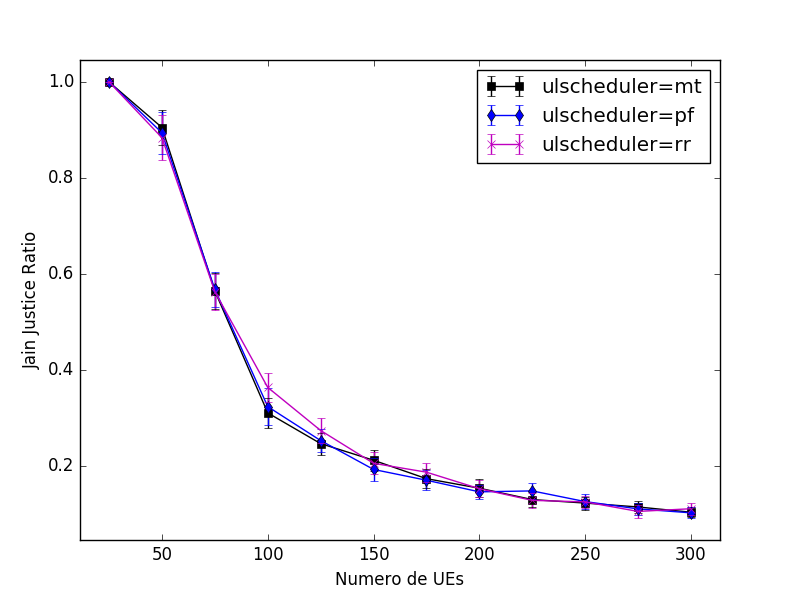 1.0
0.8
0.6
0.4
0.2
Jain Justice Ratio
ulscheduler=mt
ulscheduler=pf
ulscheduler=rr
50
100
150
200
250
300
Numero de UEs